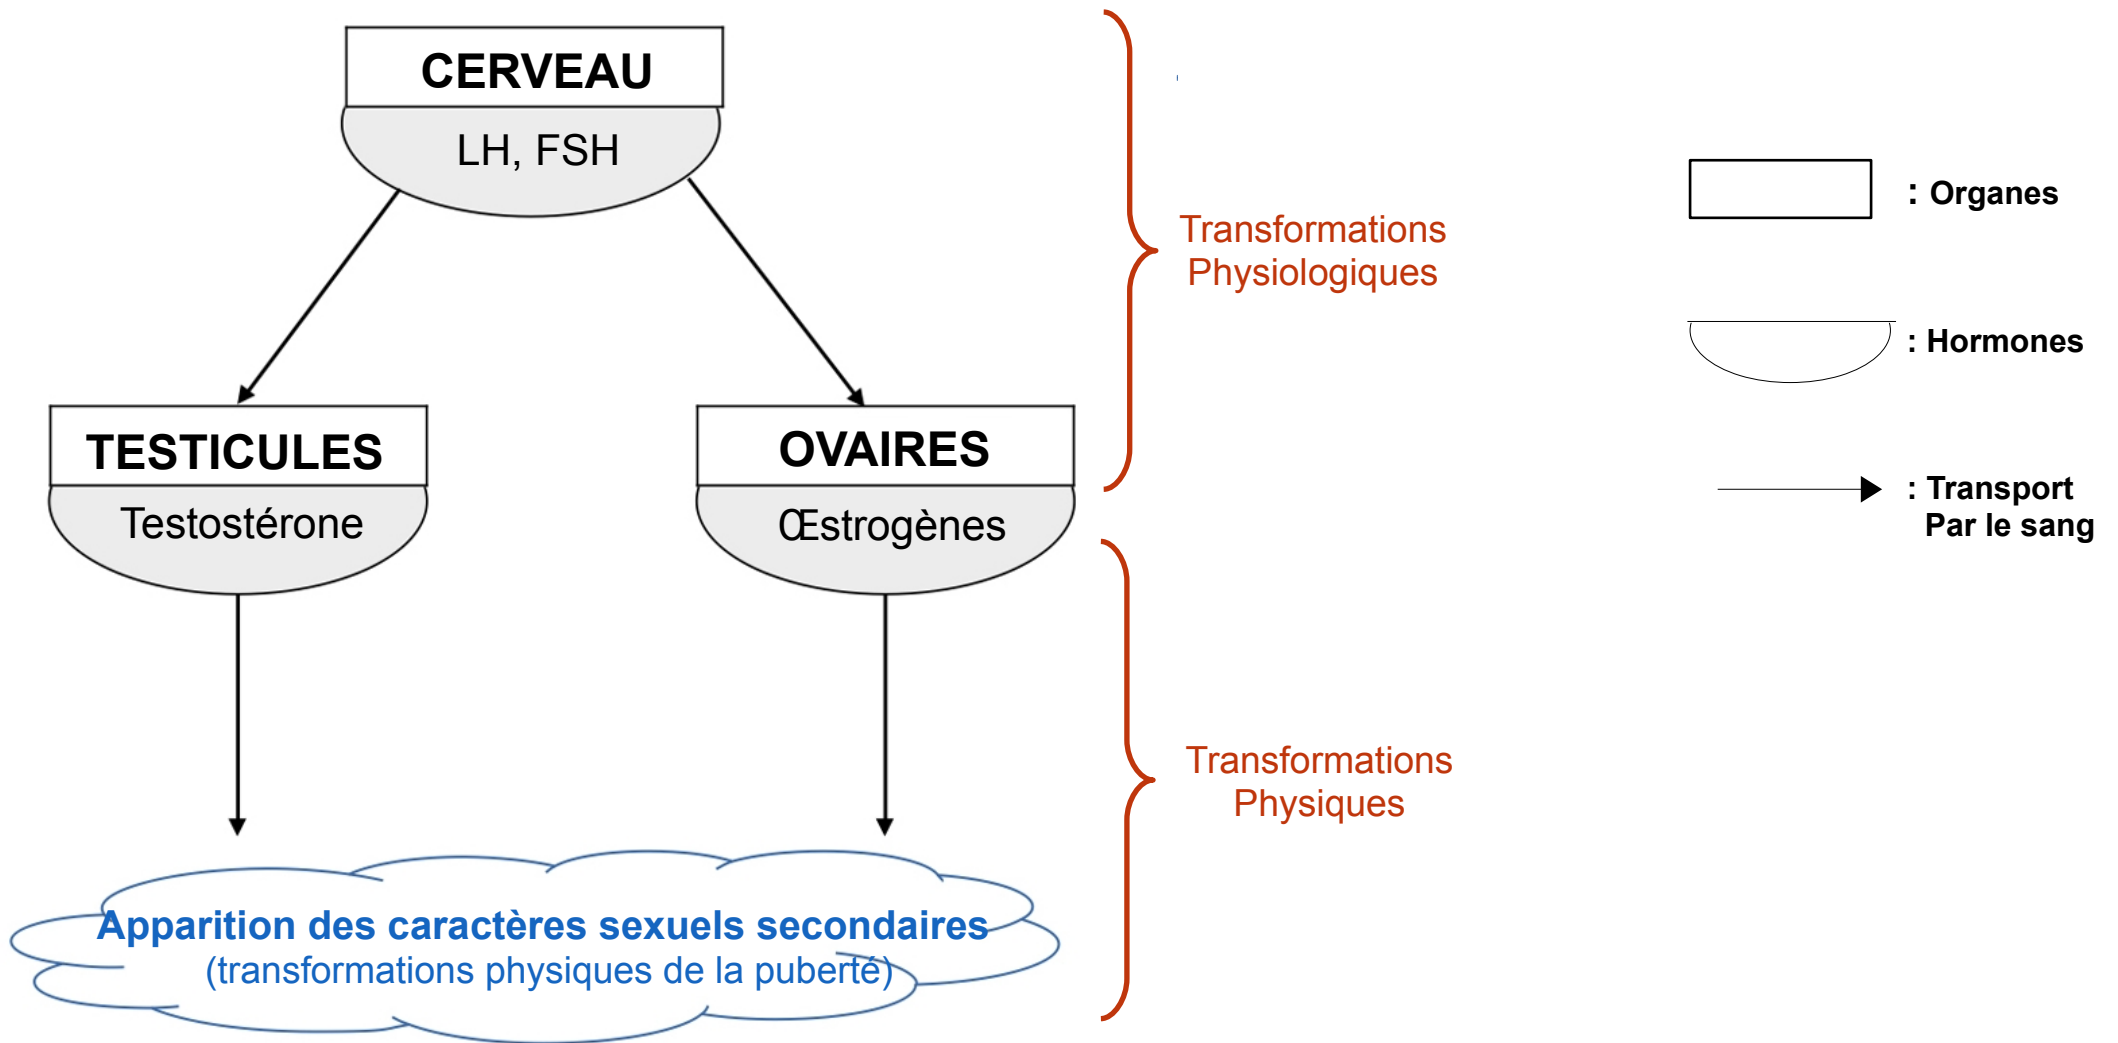 CERVEAU
LH, FSH
Transformations
Physiologiques
: Organes
: Hormones
: Transport
Par le sang
TESTICULES
Testostérone
OVAIRES
Œstrogènes
Transformations
Physiques
Apparition des caractères sexuels secondaires
(transformations physiques de la puberté)